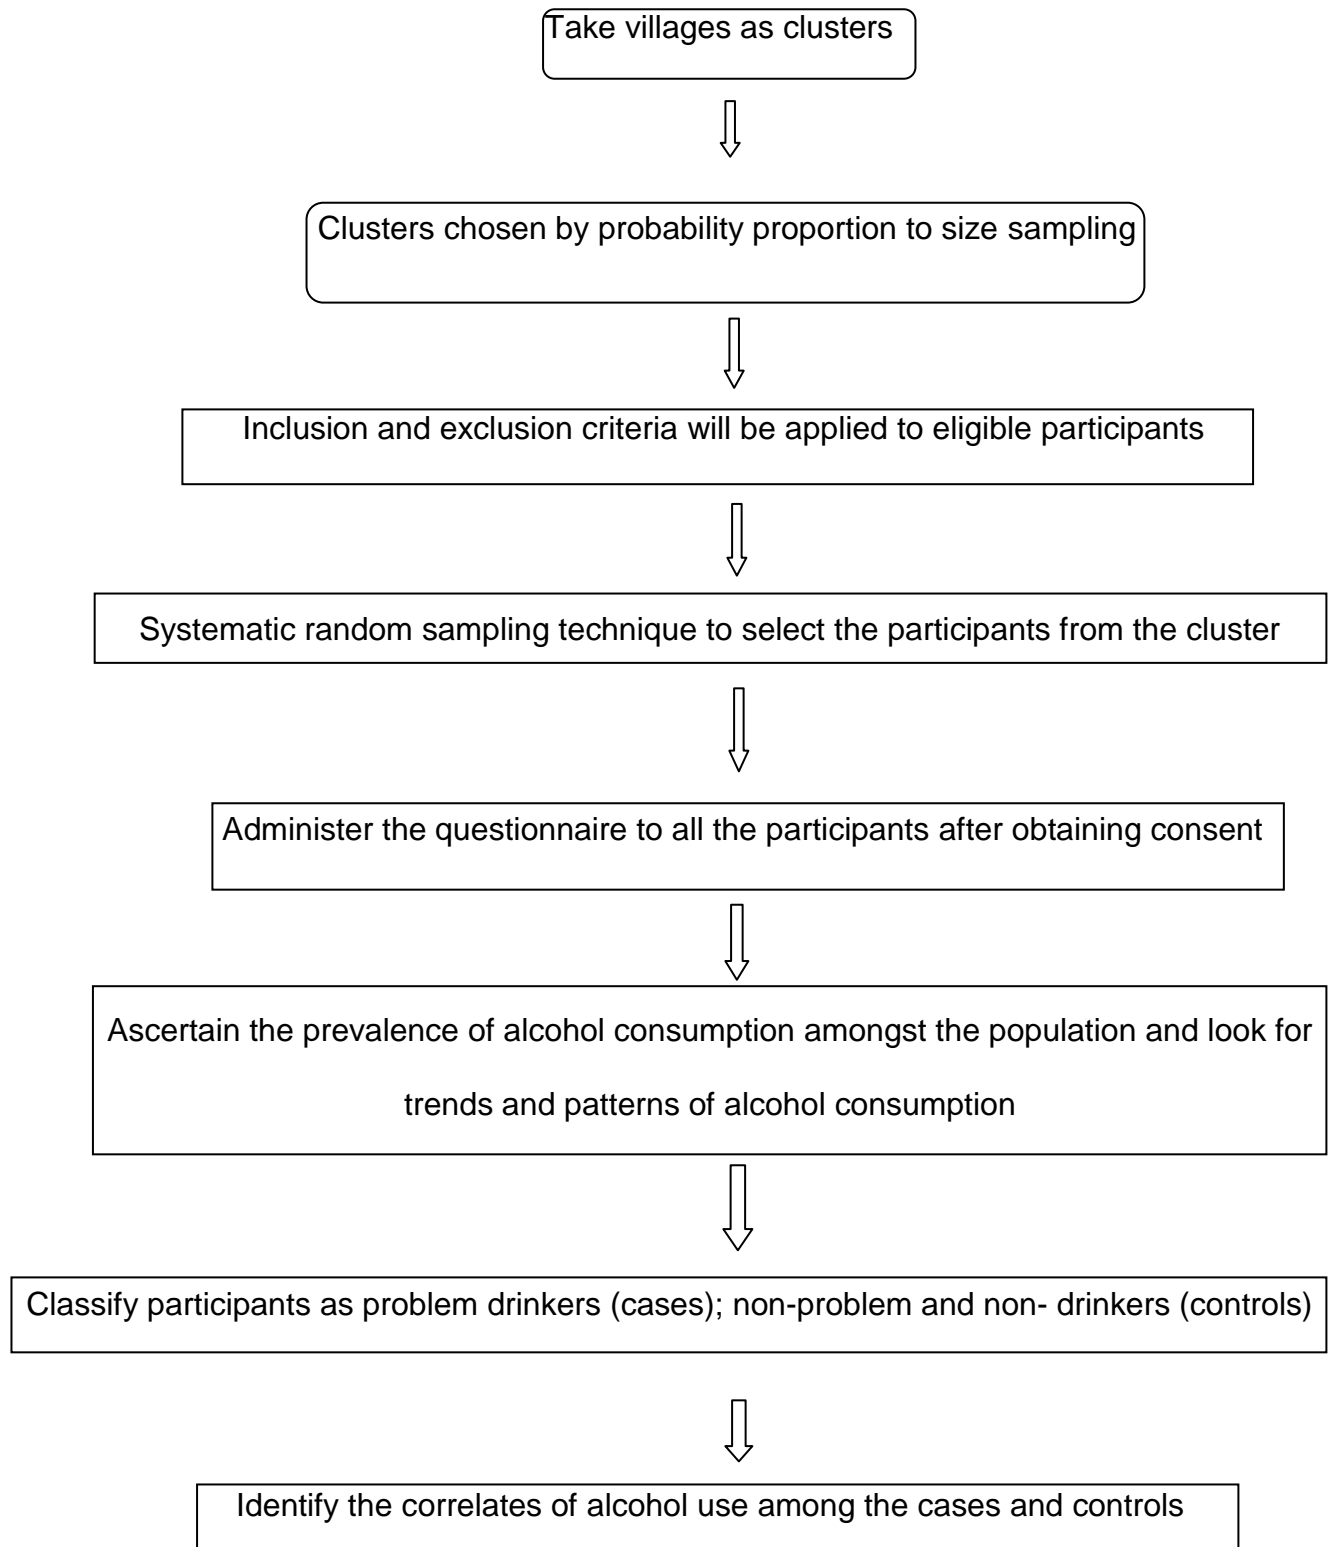 Take villages as clusters
Clusters chosen by probability proportion to size sampling
Inclusion and exclusion criteria will be applied to eligible participants
Systematic random sampling technique to select the participants from the cluster
Administer the questionnaire to all the participants after obtaining consent
Ascertain the prevalence of alcohol consumption amongst the population and look for
trends and patterns of alcohol consumption
Classify participants as problem drinkers (cases); non-problem and non- drinkers (controls)
Identify the correlates of alcohol use among the cases and controls